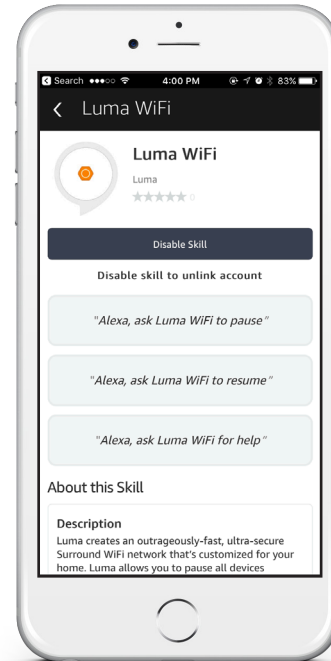 Search 4:00 PM 83%
Luma WiFi
Luma WiFi
Luma
0
Disable Skill
Disable skill to unlink account
"Alexa, ask Luma WiFi to pause"
"Alexa, ask Luma WiFi to resume"
"Alexa, ask Luma WiFi for help"
About this Skill
Description
Luma creates an outrageously-fast, ultra-secure
Surround WiFi network that's customized for your
home. Luma allows you to pause all devices